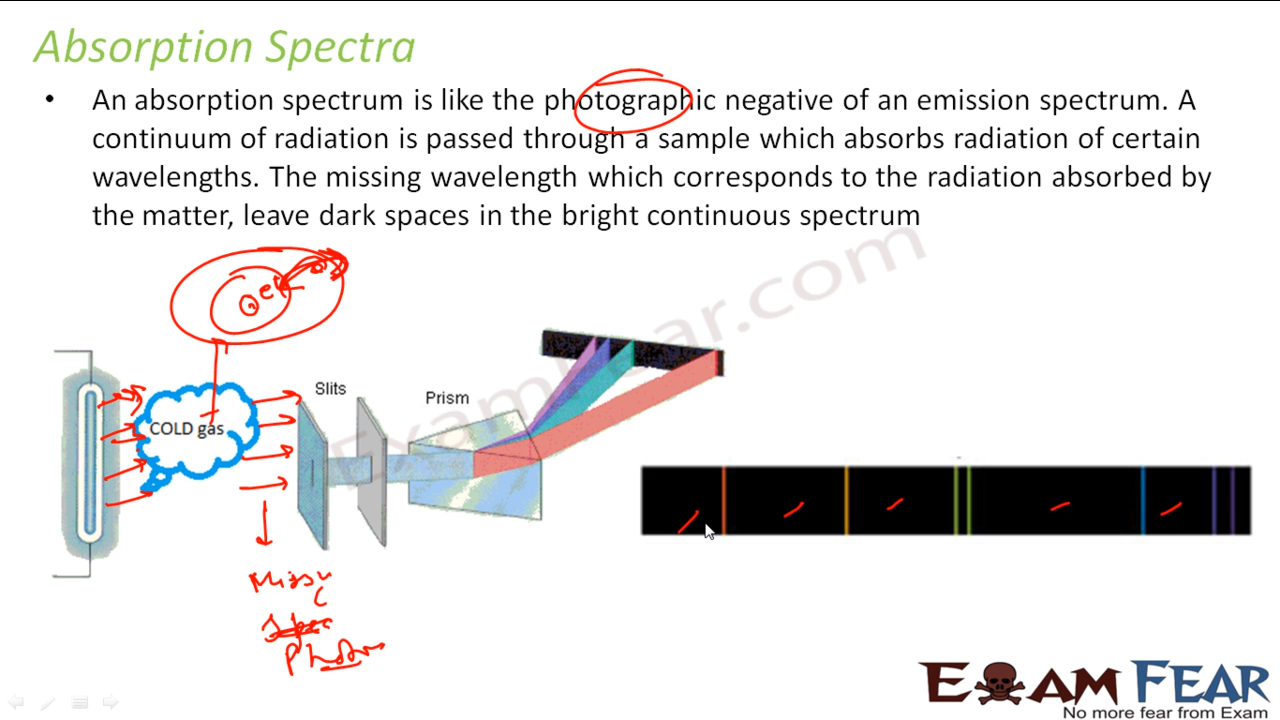 Absorption Spectra
• An absorption spectrum is like the photographic negative of an emission spectrum. A
continuum of radiation is passed through a sample which absorbs radiation of certain
wavelengths. The missing wavelength which corresponds to the radiation absorbed by
the matter, leave dark spaces in the bright continuous spectrum
ExamFear.com
Slits
Prism
COLD gas
EXAM FEAR
No more fear from Exam